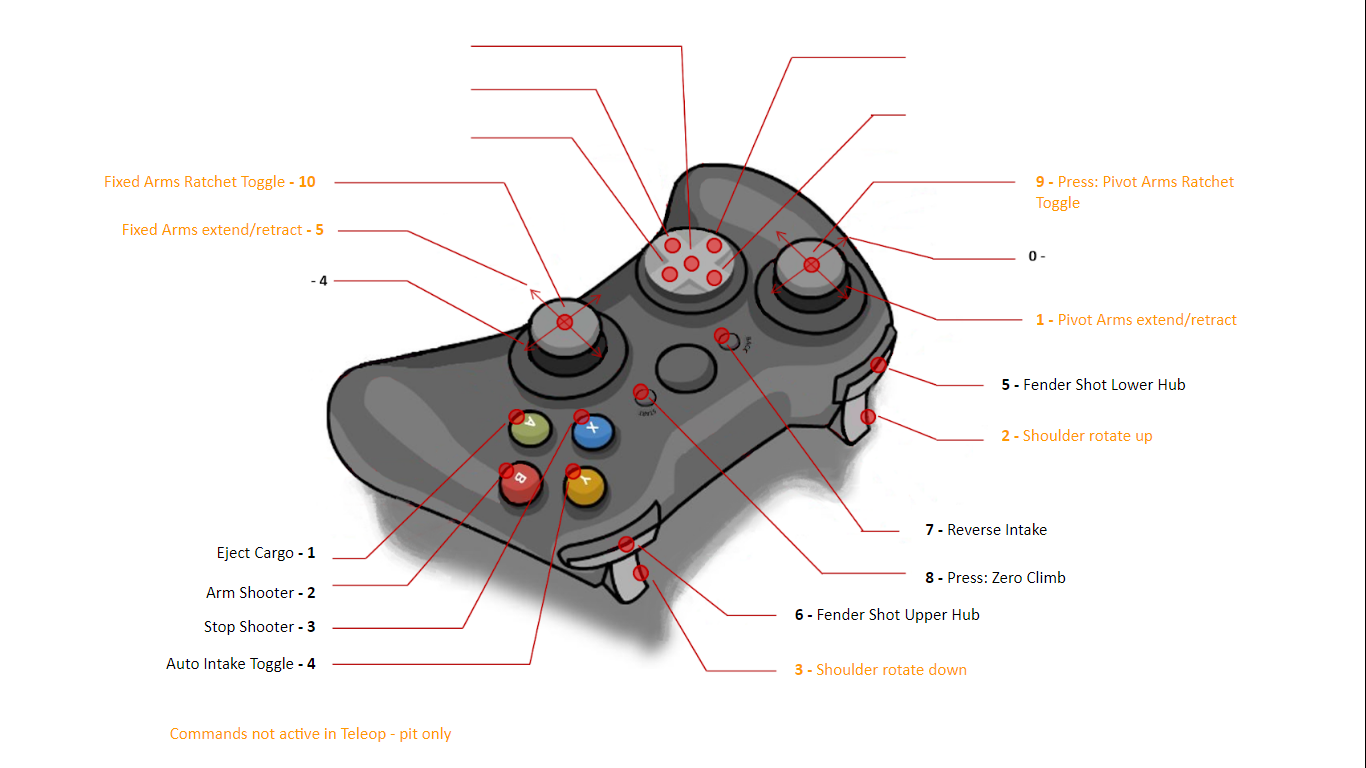 Fixed Arms Ratchet Toggle - 10
Fixed Arms extend/retract - 5
- 4
9 - Press: Pivot Arms Ratchet
Toggle
0 -
1 - Pivot Arms extend/retract
5 - Fender Shot Lower Hub
2 - Shoulder rotate up
BACK
START
A
X
B
Y
7 - Reverse Intake
8 - Press: Zero Climb
6 - Fender Shot Upper Hub
3 - Shoulder rotate down
Eject Cargo - 1
Arm Shooter - 2
Stop Shooter - 3
Auto Intake Toggle - 4
Commands not active in Teleop - pit only